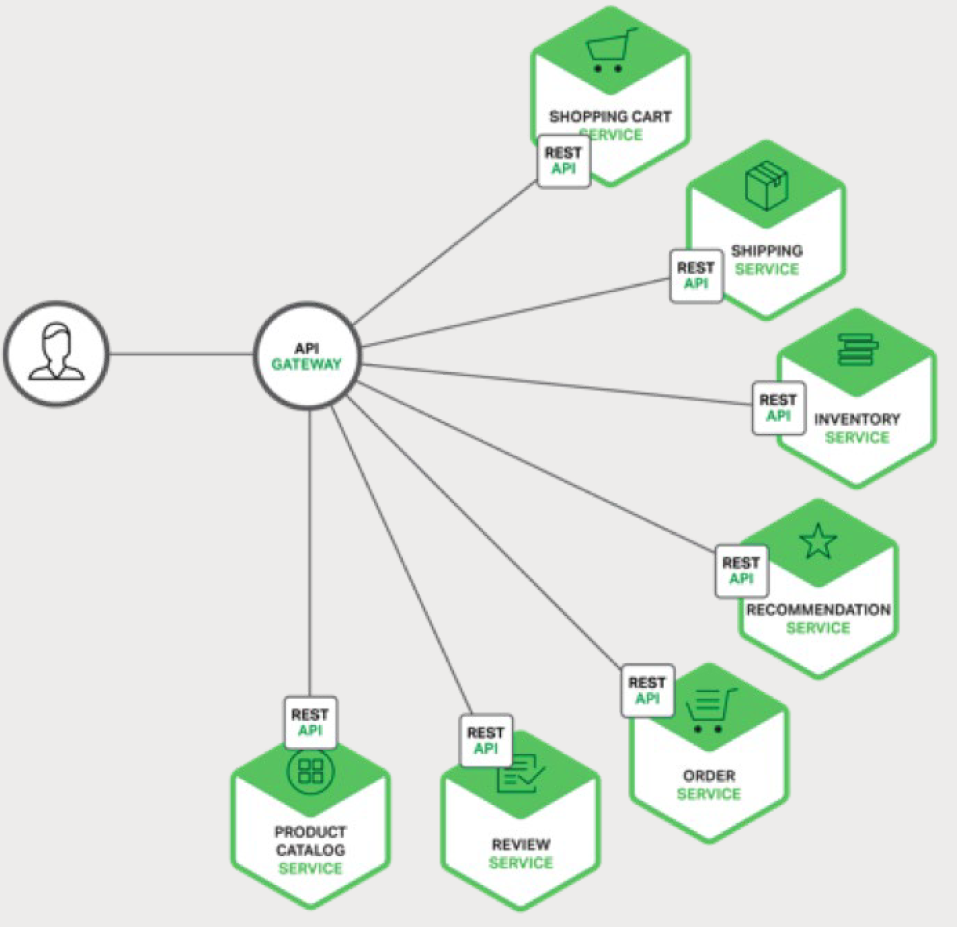 SHOPPING CART
SERVICE
REST
API
SHIPPING
SERVICE
REST
API
API
GATEWAY
INVENTORY
SERVICE
REST
API
REST
API
RECOMMENDATION
SERVICE
REST
API
ORDER
SERVICE
REST
API
REVIEW
SERVICE
REST
API
PRODUCT
CATALOG
SERVICE